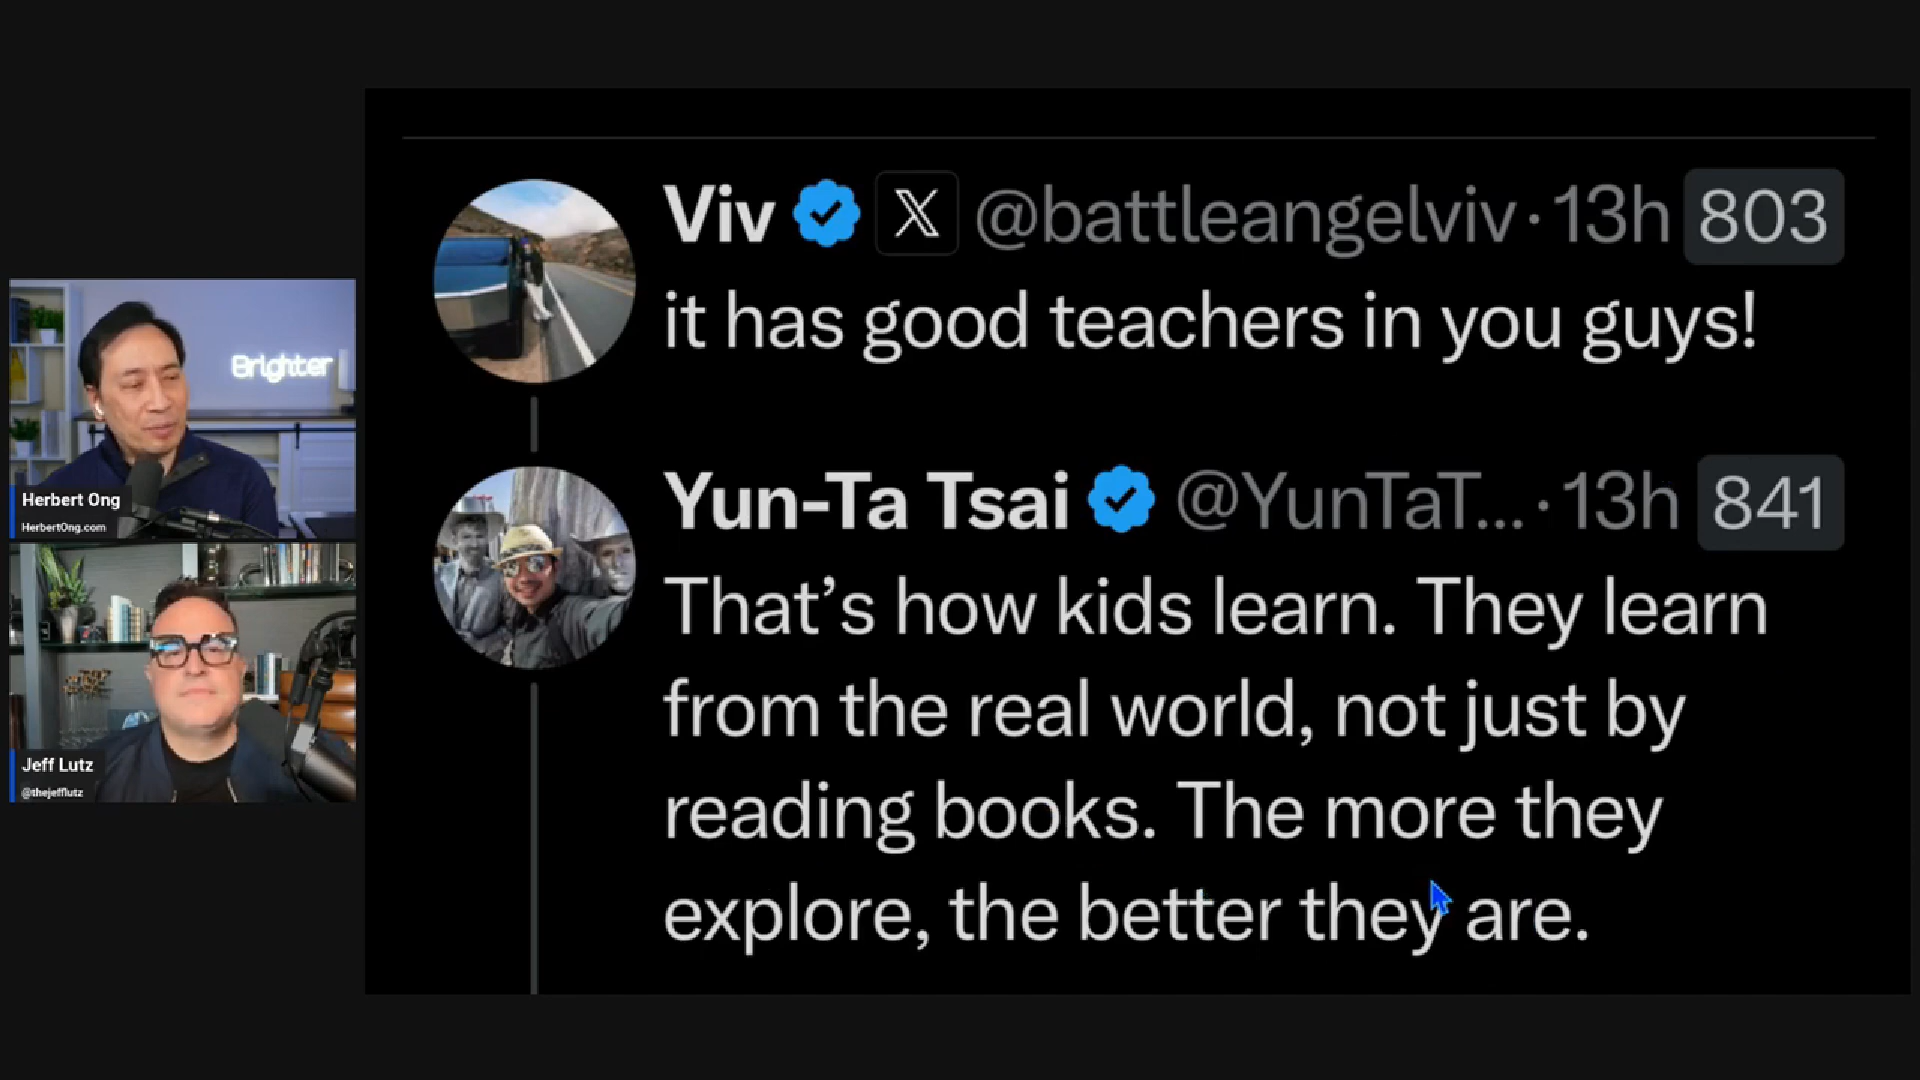 Viv X @battleangelviv · 13h 803
it has good teachers in you guys!
Yun-Ta Tsai @YunTaT... · 13h 841
That’s how kids learn. They learn
from the real world, not just by
reading books. The more they
explore, the better they are.
Brighter
Herbert Ong
HerbertOng.com
Jeff Lutz
@thejefflutz